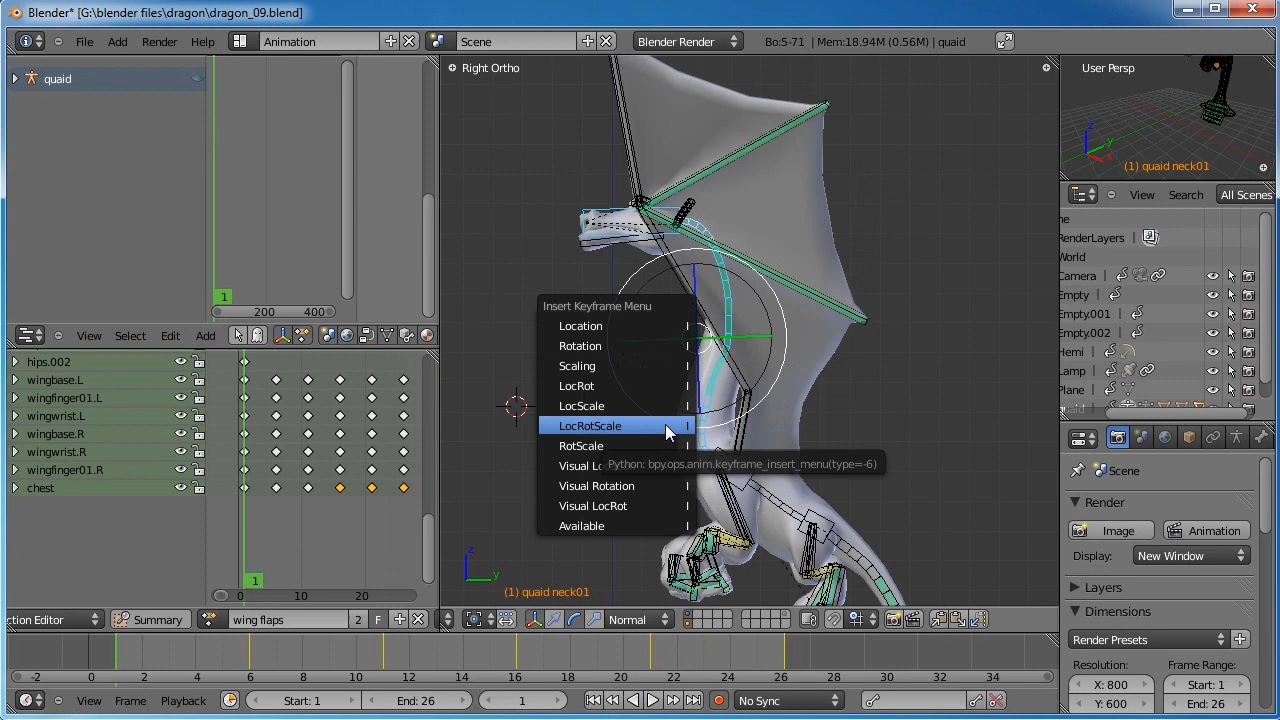 Blender* [G:\blender files\dragon\dragon_09.blend]
File Add Render Help Animation Scene Blender Render Bo:5-71 | Mem:18.94M (0.56M) | quaid
quaid
1
200 400
View Select Edit Add
hips.002
wingbase.L
wingfinger01.L
wingwrist.L
wingbase.R
wingwrist.R
wingfinger01.R
chest
1
0 10 20
ction Editor Summary wing flaps 2 F
Right Ortho
Insert Keyframe Menu
Location I
Rotation I
Scaling I
LocRot I
LocScale I
LocRotScale I
RotScale I
Visual Lo
Visual Rotation I
Visual LocRot I
Available I
Python: bpy.ops.anim.keyframe_insert_menu(type=-6)
z
y
(1) quaid neck01
Normal
User Persp
z
y
x
(1) quaid neck01
View Search All Scenes
ne
RenderLayers |
World
Camera |
Empty |
Empty.001
Empty.002
Hemi |
Lamp |
Plane |
Scene
Render
Image Animation
Display: New Window
Layers
Dimensions
Render Presets
Resolution: Frame Range:
X: 800 Start: 1
Y: 600 End: 26
-2 0 2 4 6 8 10 12 14 16 18 20 22 24 26 28 30 32 34
View Frame Playback Start: 1 End: 26 1 No Sync